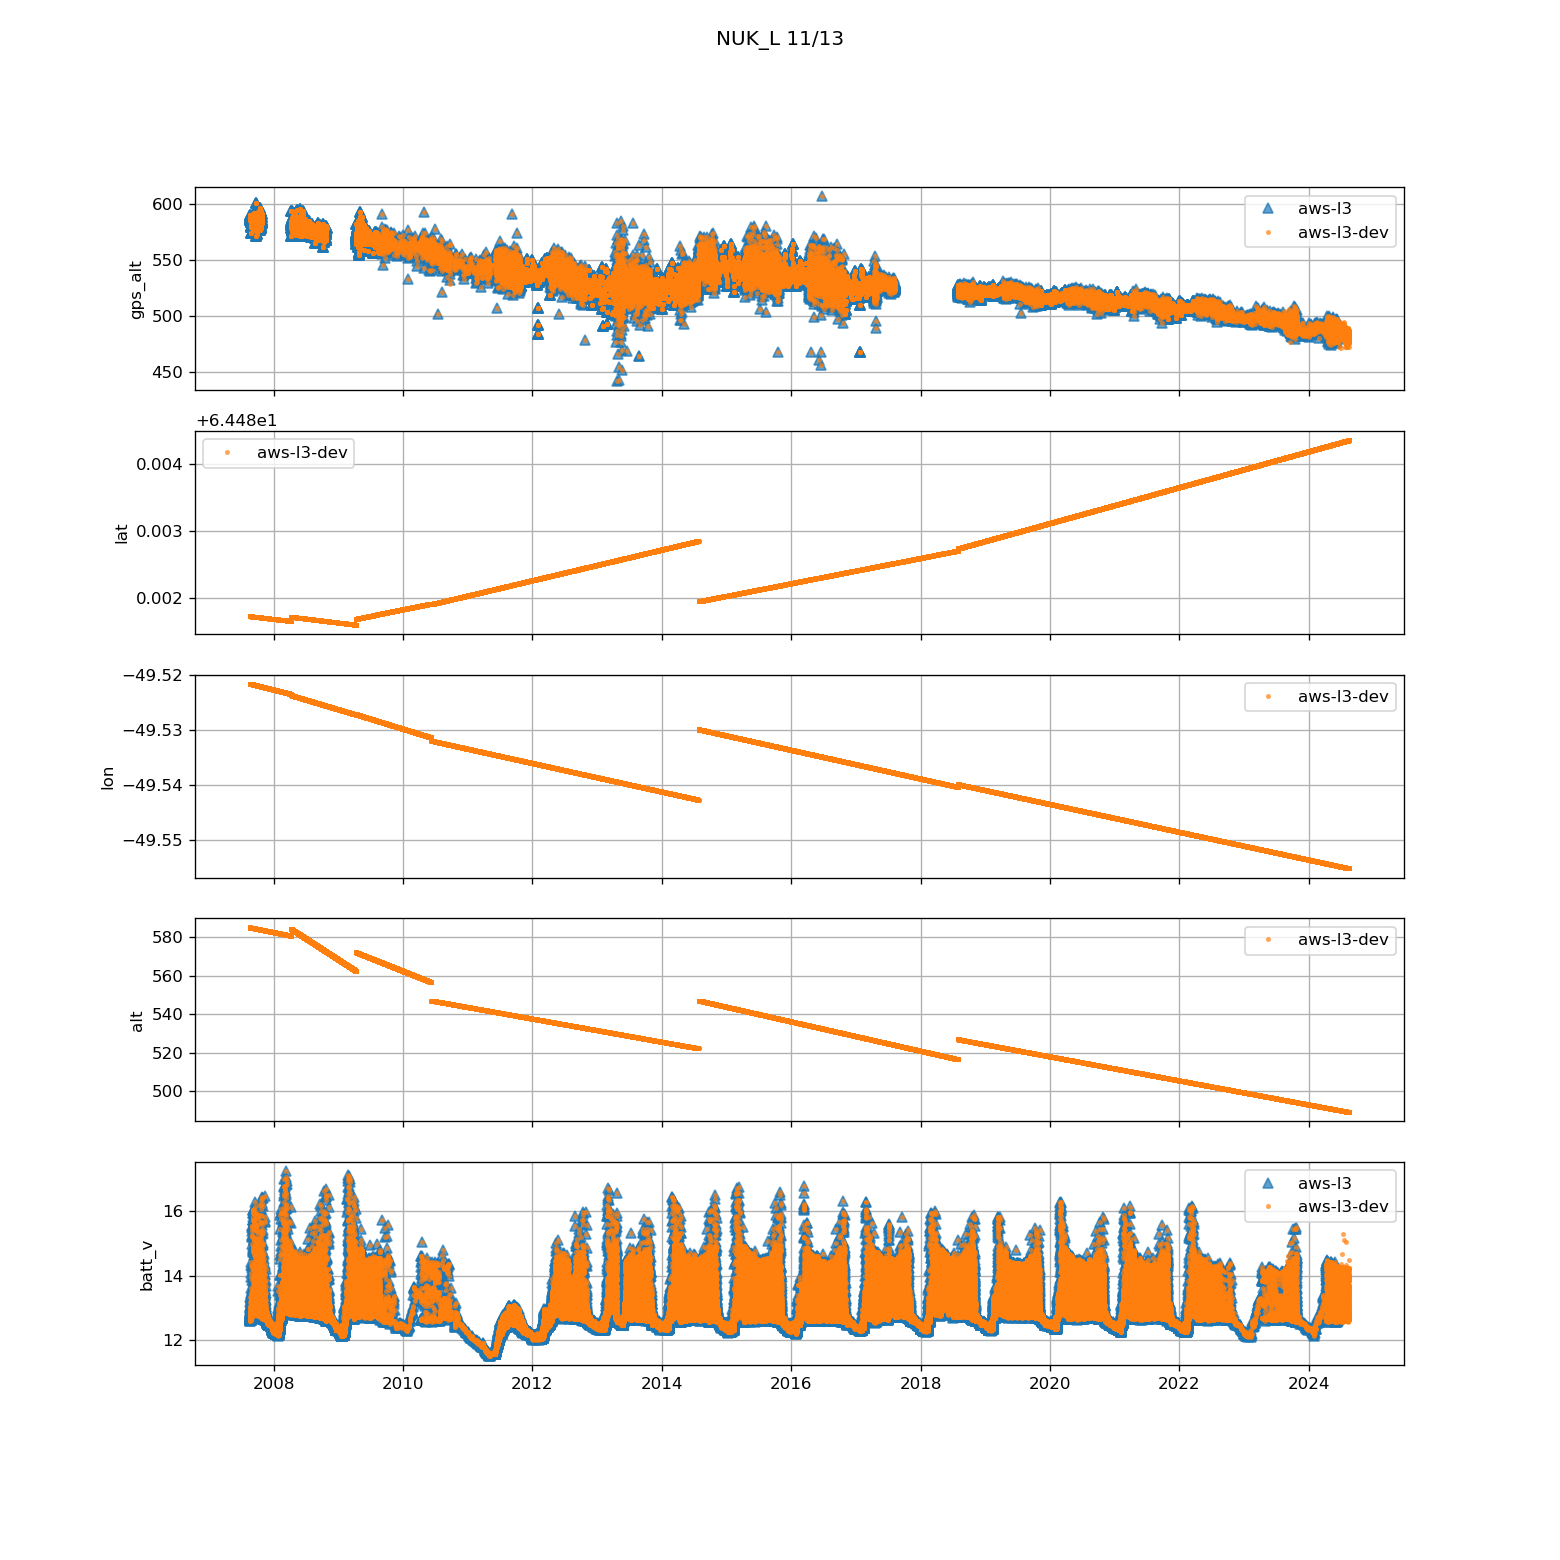 NUK_L 11/13
600
550
500
450
gps_alt
aws-l3
aws-l3-dev
+6.448e1
0.004
0.003
0.002
lat
aws-l3-dev
−49.52
−49.53
−49.54
−49.55
lon
aws-l3-dev
580
560
540
520
500
alt
aws-l3-dev
16
14
12
batt_v
aws-l3
aws-l3-dev
2008 2010 2012 2014 2016 2018 2020 2022 2024